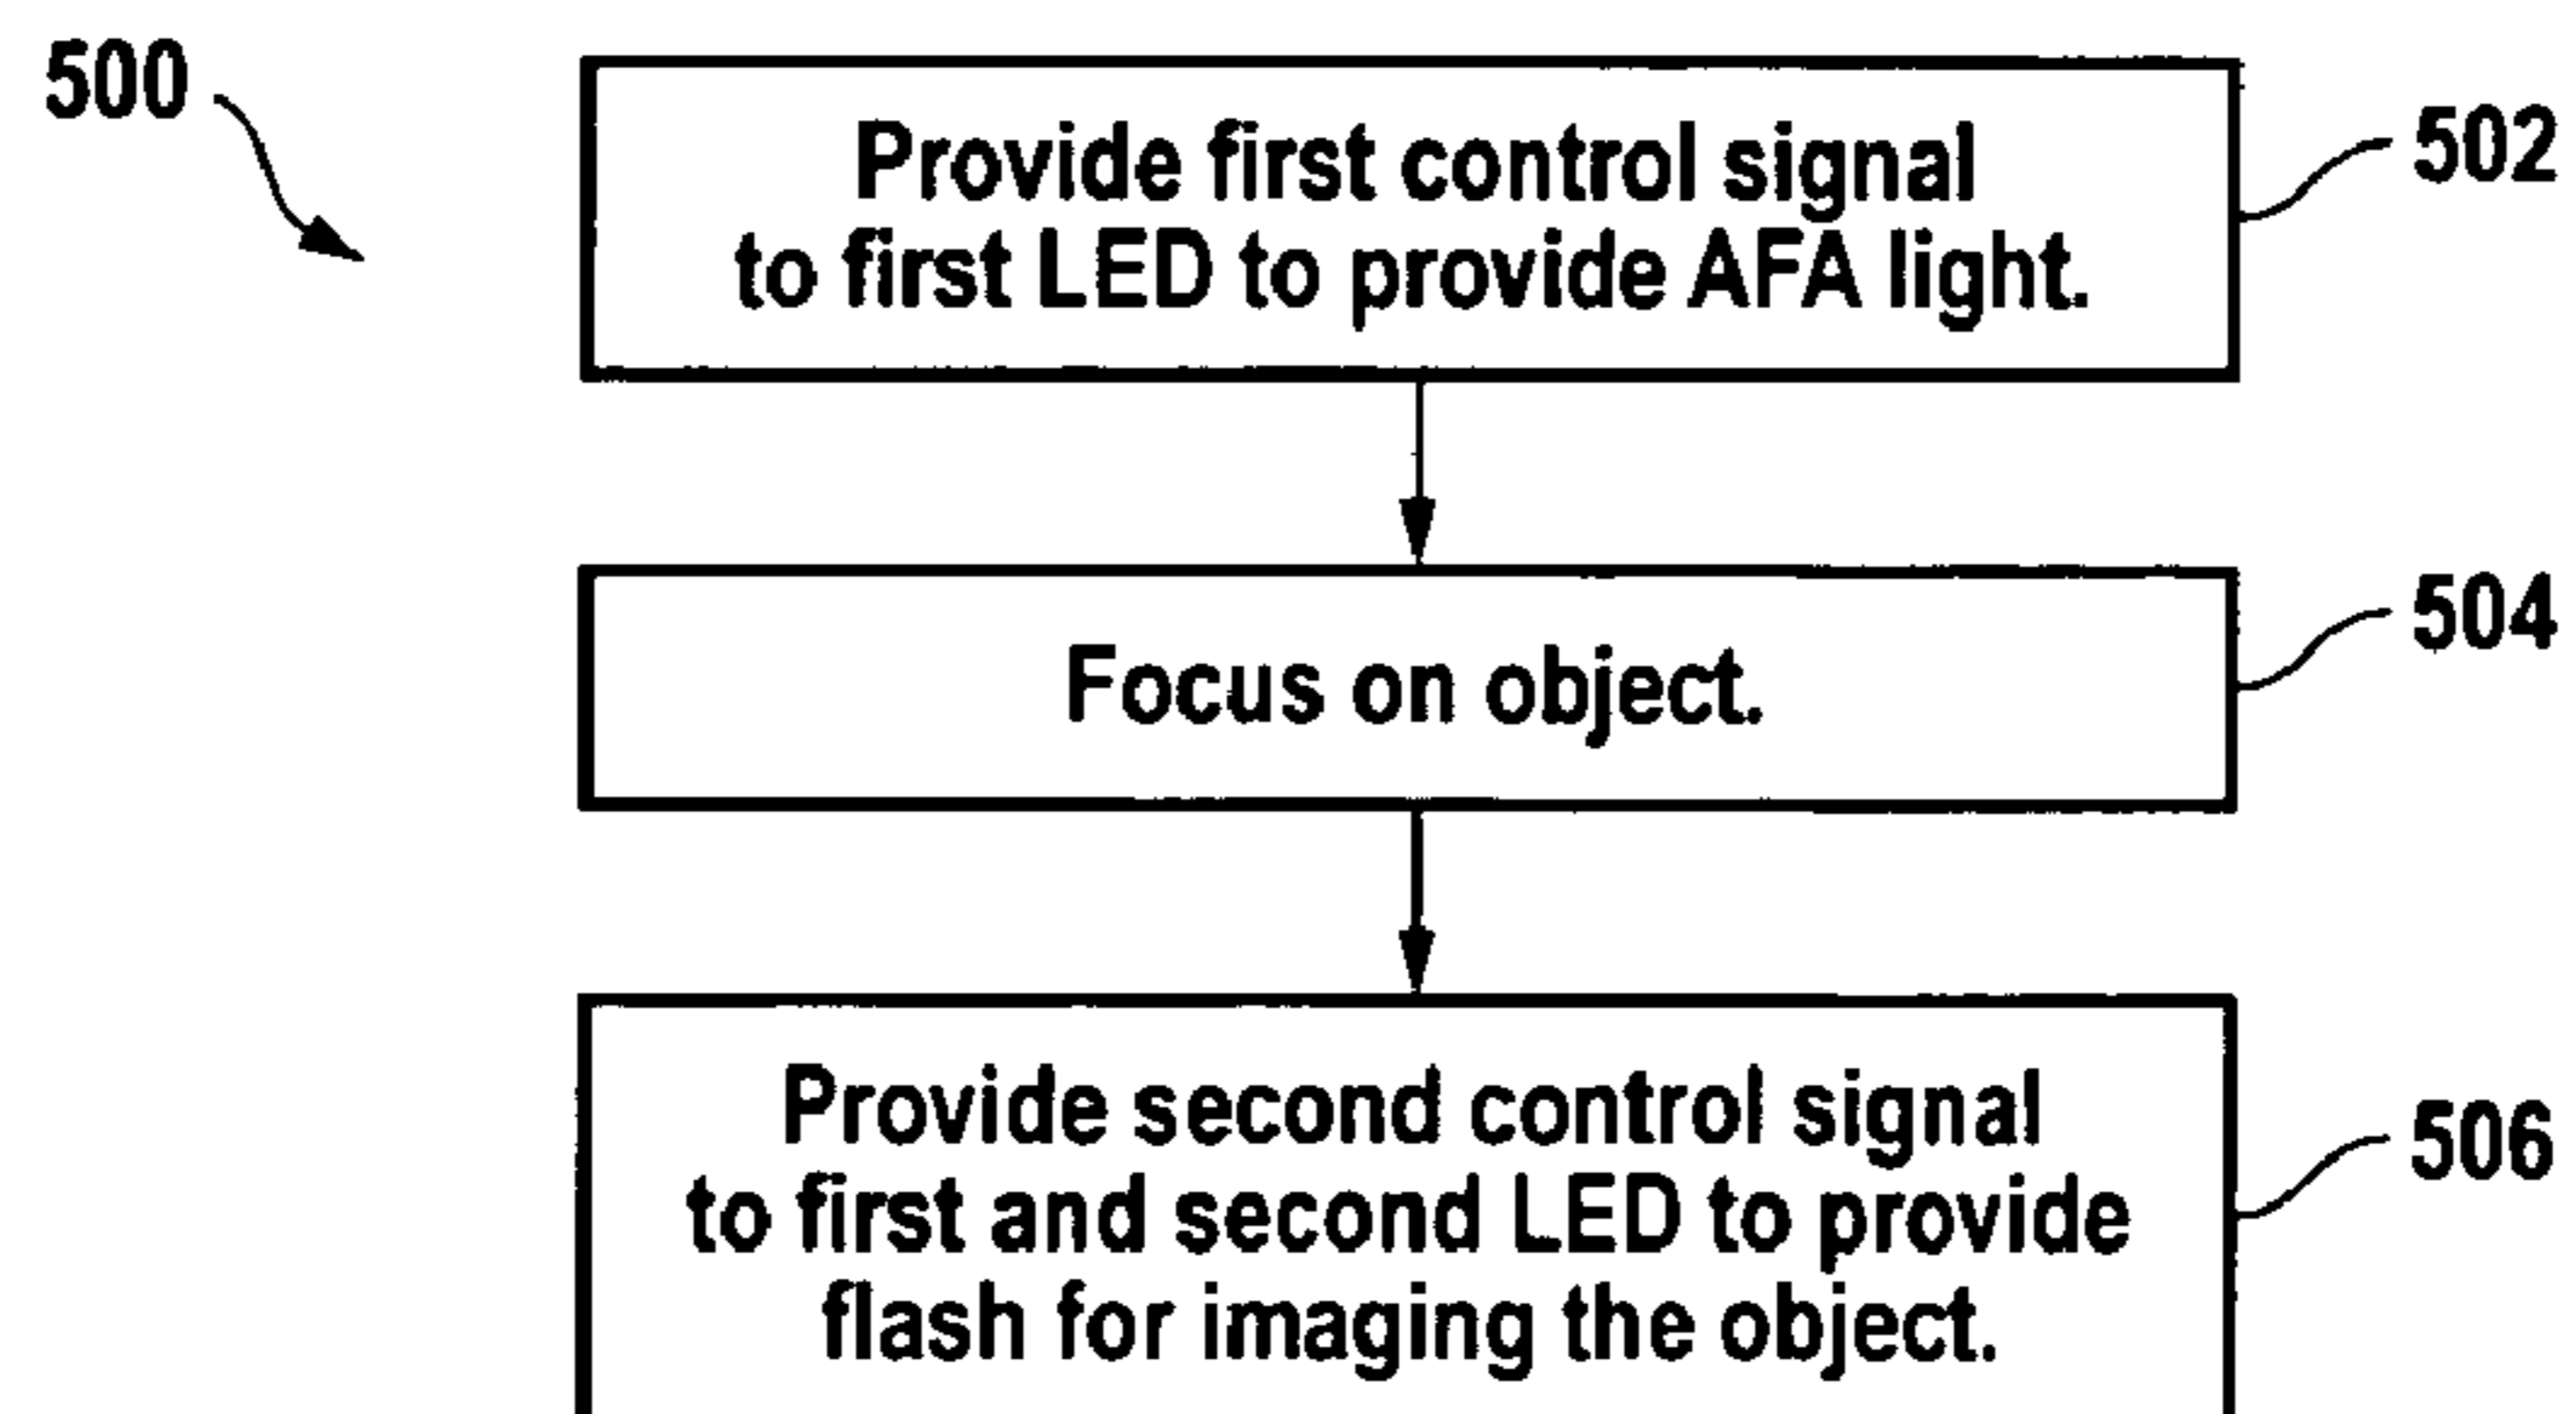 500
Provide first control signal
to first LED to provide AFA light.
502
Focus on object.
504
Provide second control signal
to first and second LED to provide
flash for imaging the object.
506